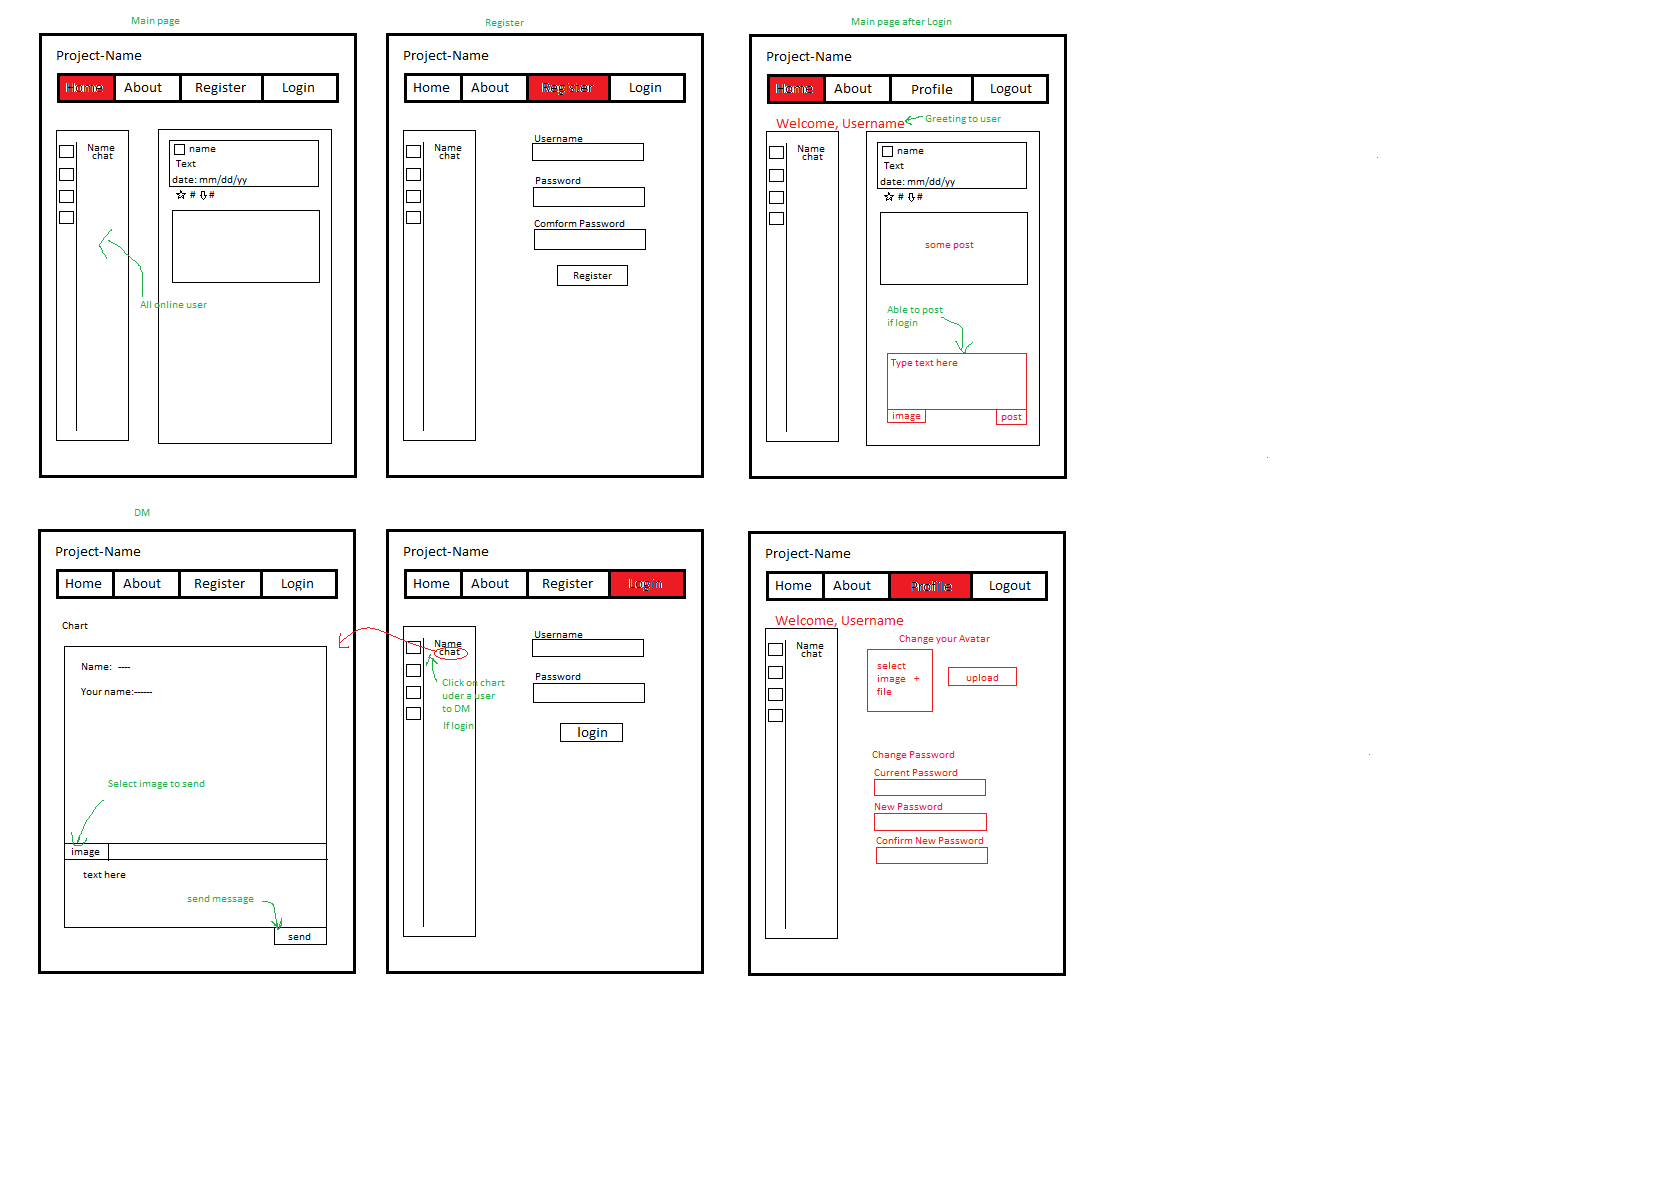 Main page
Project-Name
Home About Register Login
Name
chat
name
Text
date: mm/dd/yy
# #
All online user
Register
Project-Name
Home About Register Login
Name
chat
Username
Password
Comform Password
Register
Main page after Login
Project-Name
Home About Profile Logout
Welcome, Username
Greeting to user
Name
chat
name
Text
date: mm/dd/yy
# #
some post
Able to post
if login
Type text here
image
post
DM
Project-Name
Home About Register Login
Chart
Name: ----
Your name:------
Select image to send
image
text here
send message
send
Project-Name
Home About Register Login
Name
chat
Click on chart
uder a user
to DM
If login
Username
Password
login
Project-Name
Home About Profile Logout
Welcome, Username
Name
chat
Change your Avatar
select
image +
file
upload
Change Password
Current Password
New Password
Confirm New Password